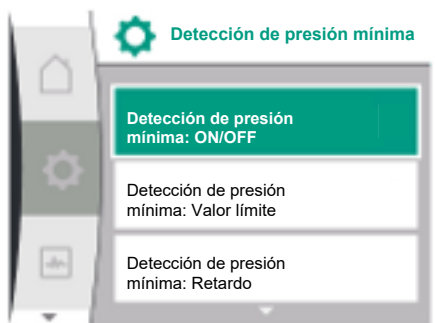 Detección de presión mínima
Detección de presión
mínima: ON/OFF
Detección de presión
mínima: Valor límite
Detección de presión
mínima: Retardo